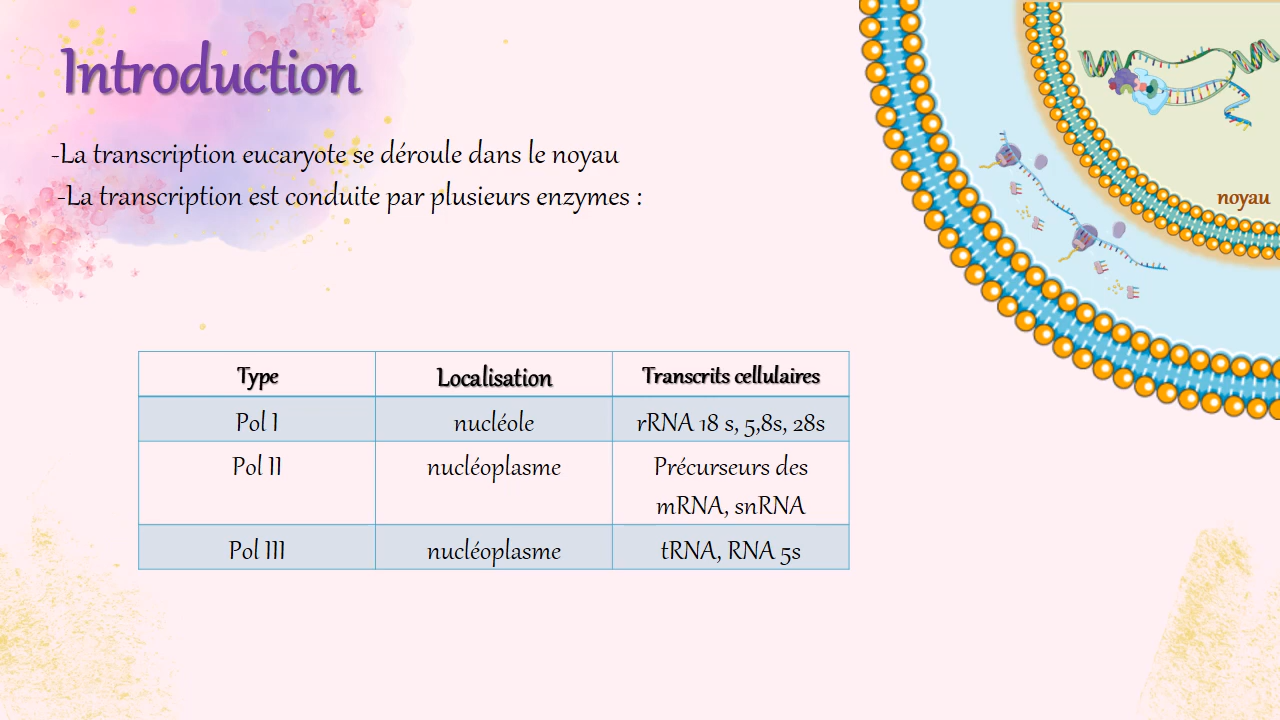 Introduction
-La transcription eucaryote se déroule dans le noyau
-La transcription est conduite par plusieurs enzymes :
noyau
Type Localisation Transcrits cellulaires
Pol I nucléole rRNA 18 s, 5,8s, 28s
Pol II nucléoplasme Précurseurs des
mRNA, snRNA
Pol III nucléoplasme tRNA, RNA 5s